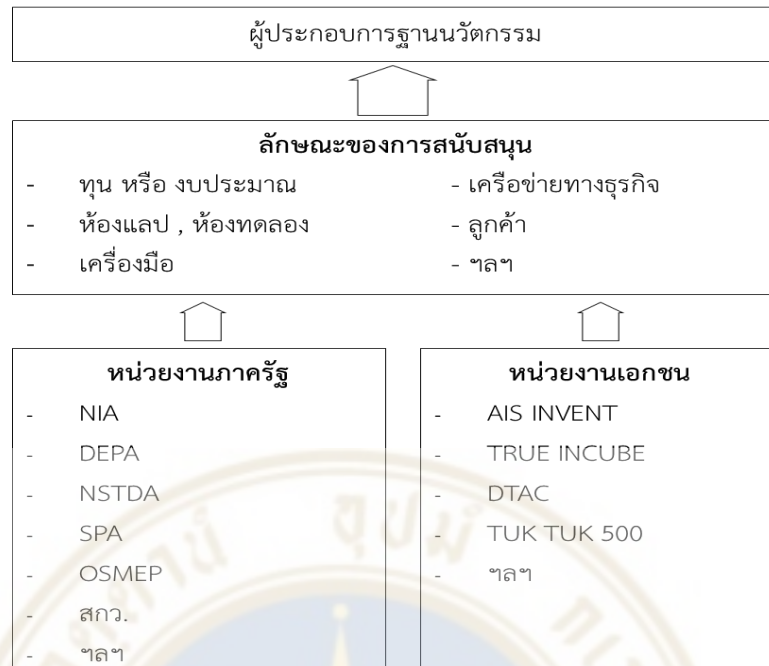 ผู้ประกอบการฐานนวัตกรรม
ลักษณะของการสนับสนุน
- ทุน หรือ งบประมาณ
- ห้องแลป , ห้องทดลอง
- เครื่องมือ
- เครือข่ายทางธุรกิจ
- ลูกค้า
- ฯลฯ
หน่วยงานภาครัฐ
- NIA
- DEPA
- NSTDA
- SPA
- OSMEP
- สกว.
- ฯลฯ
หน่วยงานเอกชน
- AIS INVENT
- TRUE INCUBE
- DTAC
- TUK TUK 500
- ฯลฯ